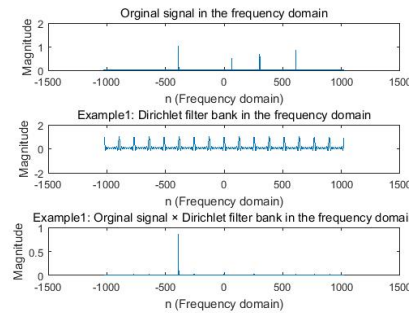 Orginal signal in the frequency domain
2
1
0
-1500 -1000 -500 0 500 1000 1500
Magnitude
n (Frequency domain)
Example1: Dirichlet filter bank in the frequency domain
2
0
-2
-1500 -1000 -500 0 500 1000 1500
Magnitude
n (Frequency domain)
Example1: Orginal signal × Dirichlet filter bank in the frequency domai
1
0.5
0
-1500 -1000 -500 0 500 1000 1500
Magnitude
n (Frequency domain)